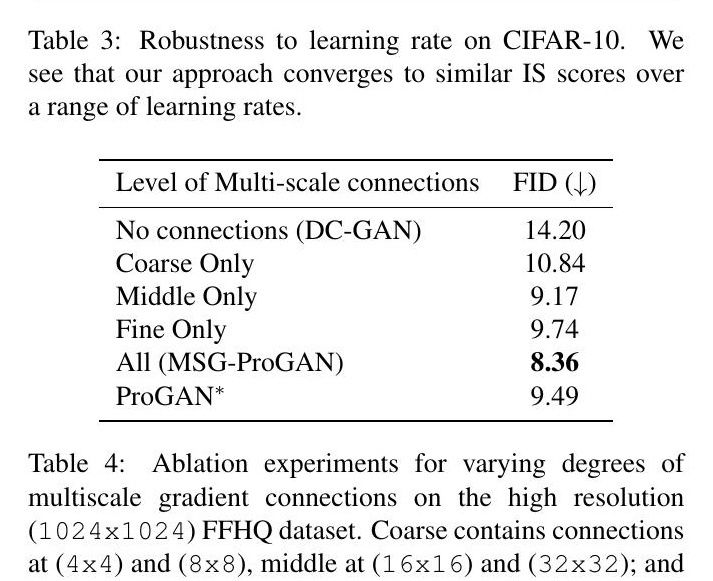 Table 3: Robustness to learning rate on CIFAR-10. We
see that our approach converges to similar IS scores over
a range of learning rates.
Level of Multi-scale connections FID (↓)
No connections (DC-GAN) 14.20
Coarse Only 10.84
Middle Only 9.17
Fine Only 9.74
All (MSG-ProGAN) 8.36
ProGAN* 9.49
Table 4: Ablation experiments for varying degrees of
multiscale gradient connections on the high resolution
(1024x1024) FFHQ dataset. Coarse contains connections
at (4x4) and (8x8), middle at (16x16) and (32x32); and